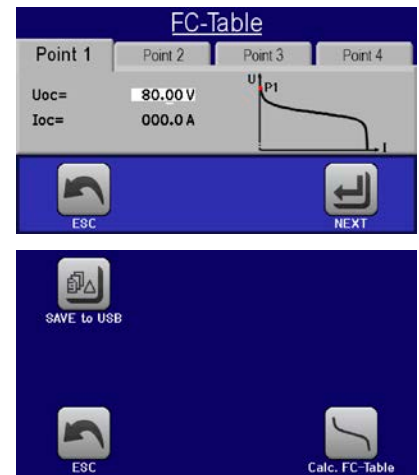 FC-Table
Point 1 Point 2 Point 3 Point 4
Uoc= 80.00 V
Ioc= 000.0 A
U P1
I
ESC NEXT
SAVE to USB
ESC Calc. FC-Table